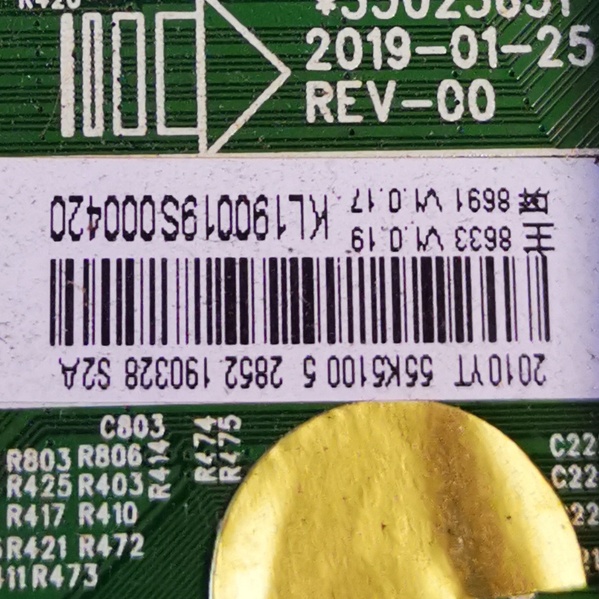 2019-01-25
REV-00
2010YT 55K5100 5 2852 190328 S2A
8633 V1.0.19
8691 V1.0.17 KL190019S000420
C803
R474
R475
R414
R803 R806
R425 R403
R417 R410
R421 R472
R473
C22
C22